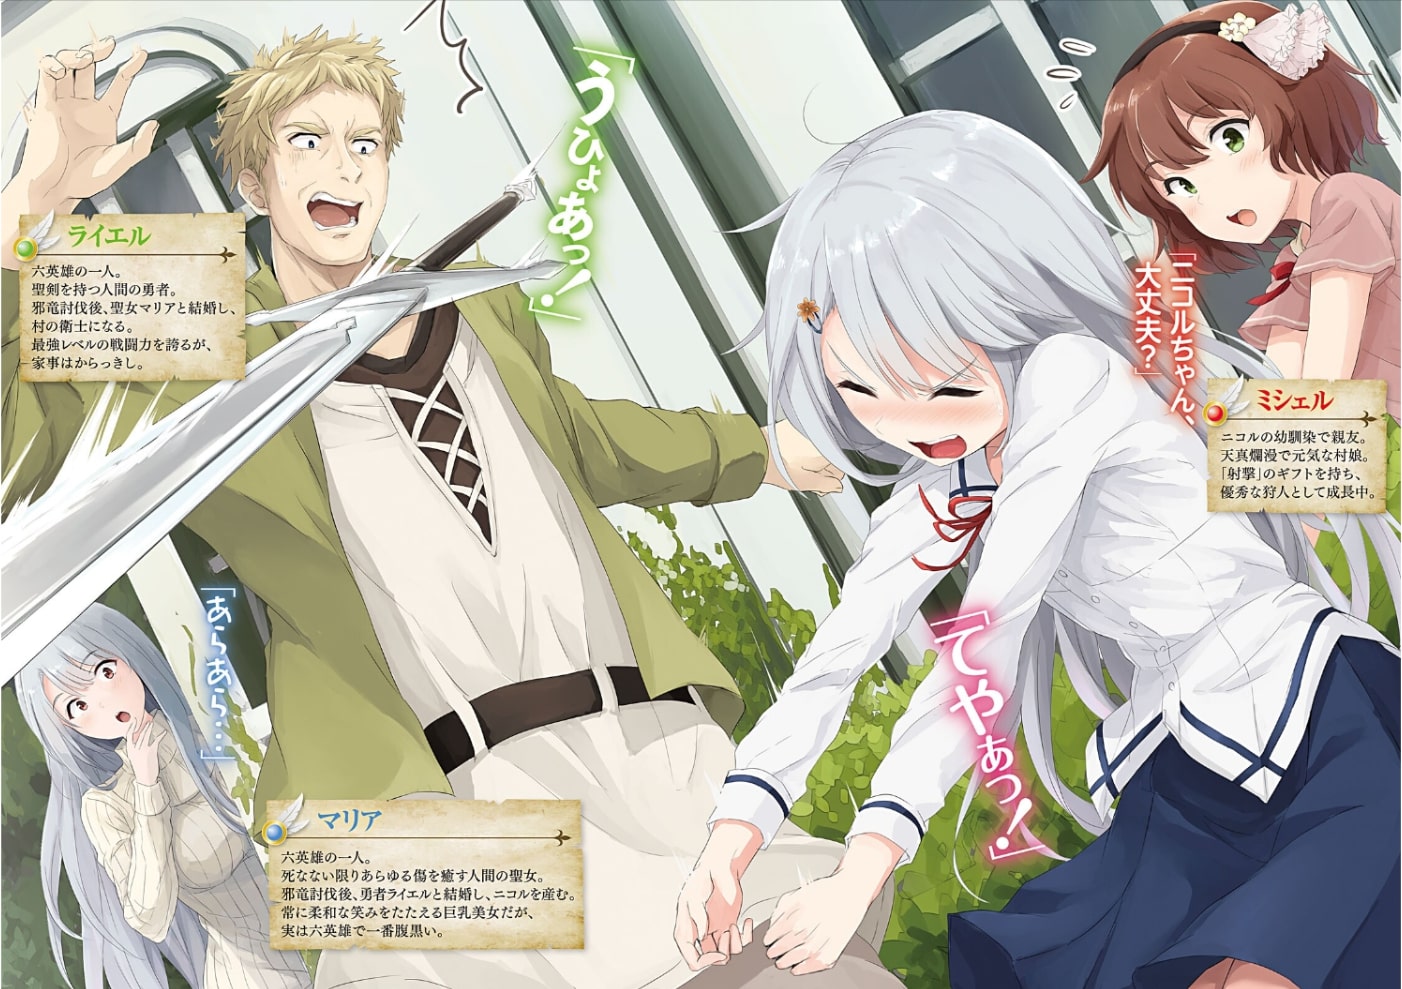 「うひょあっ!」
ライエル
六英雄の一人。
聖剣を持つ人間の勇者。
邪竜討伐後、聖女マリアと結婚し、
村の衛士になる。
最強レベルの戦闘力を誇るが、
家事はからっきし。
「ニコルちゃん、
大丈夫?」
ミシェル
ニコルの幼馴染で親友。
天真爛漫で元気な村娘。
「射撃」のギフトを持ち、
優秀な狩人として成長中。
「あらあら…」
「てやぁっ!」
マリア
六英雄の一人。
死なない限りあらゆる傷を癒す人間の聖女。
邪竜討伐後、勇者ライエルと結婚し、ニコルを産む。
常に柔和な笑みをたたえる巨乳美女だが、
実は六英雄で一番腹黒い。